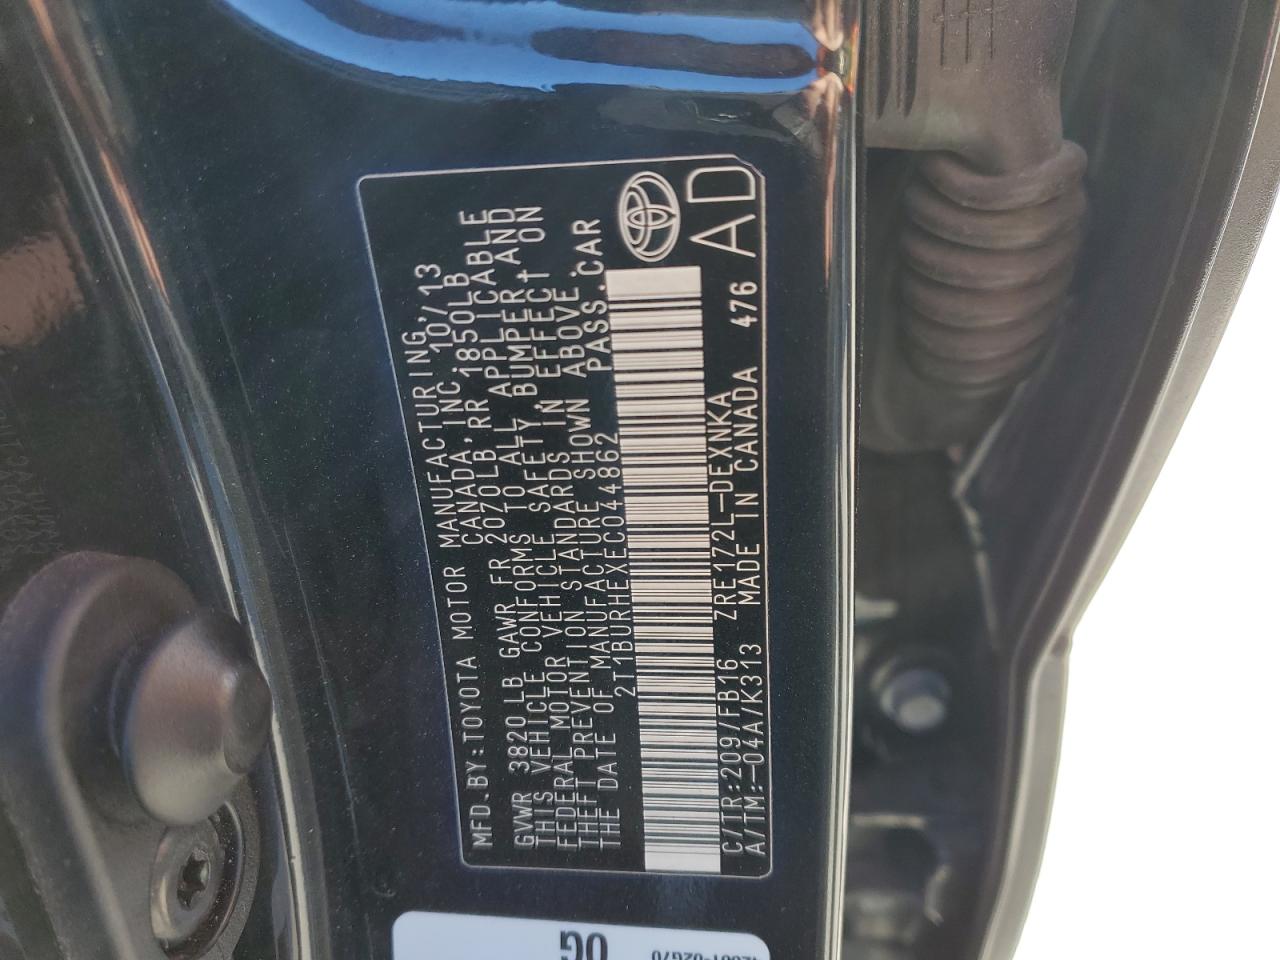 MFD.BY:TOYOTA MOTOR MANUFACTURING,
CANADA,INC. 10/13
GVWR 3820LB GAWR FR 2070LB RR 1850LB
THIS VEHICLE CONFORMS TO ALL APPLICABLE
FEDERAL MOTOR VEHICLE SAFETY, BUMPER, AND
THEFT PREVENTION STANDARDS IN EFFECT ON
THE DATE OF MANUFACTURE SHOWN ABOVE.
2T1BURHEXEC044862 PASS.CAR
C/TR:209/FB16 ZRE172L-DEXNKA
A/TM:-04A/K313 MADE IN CANADA 476
AD
0G